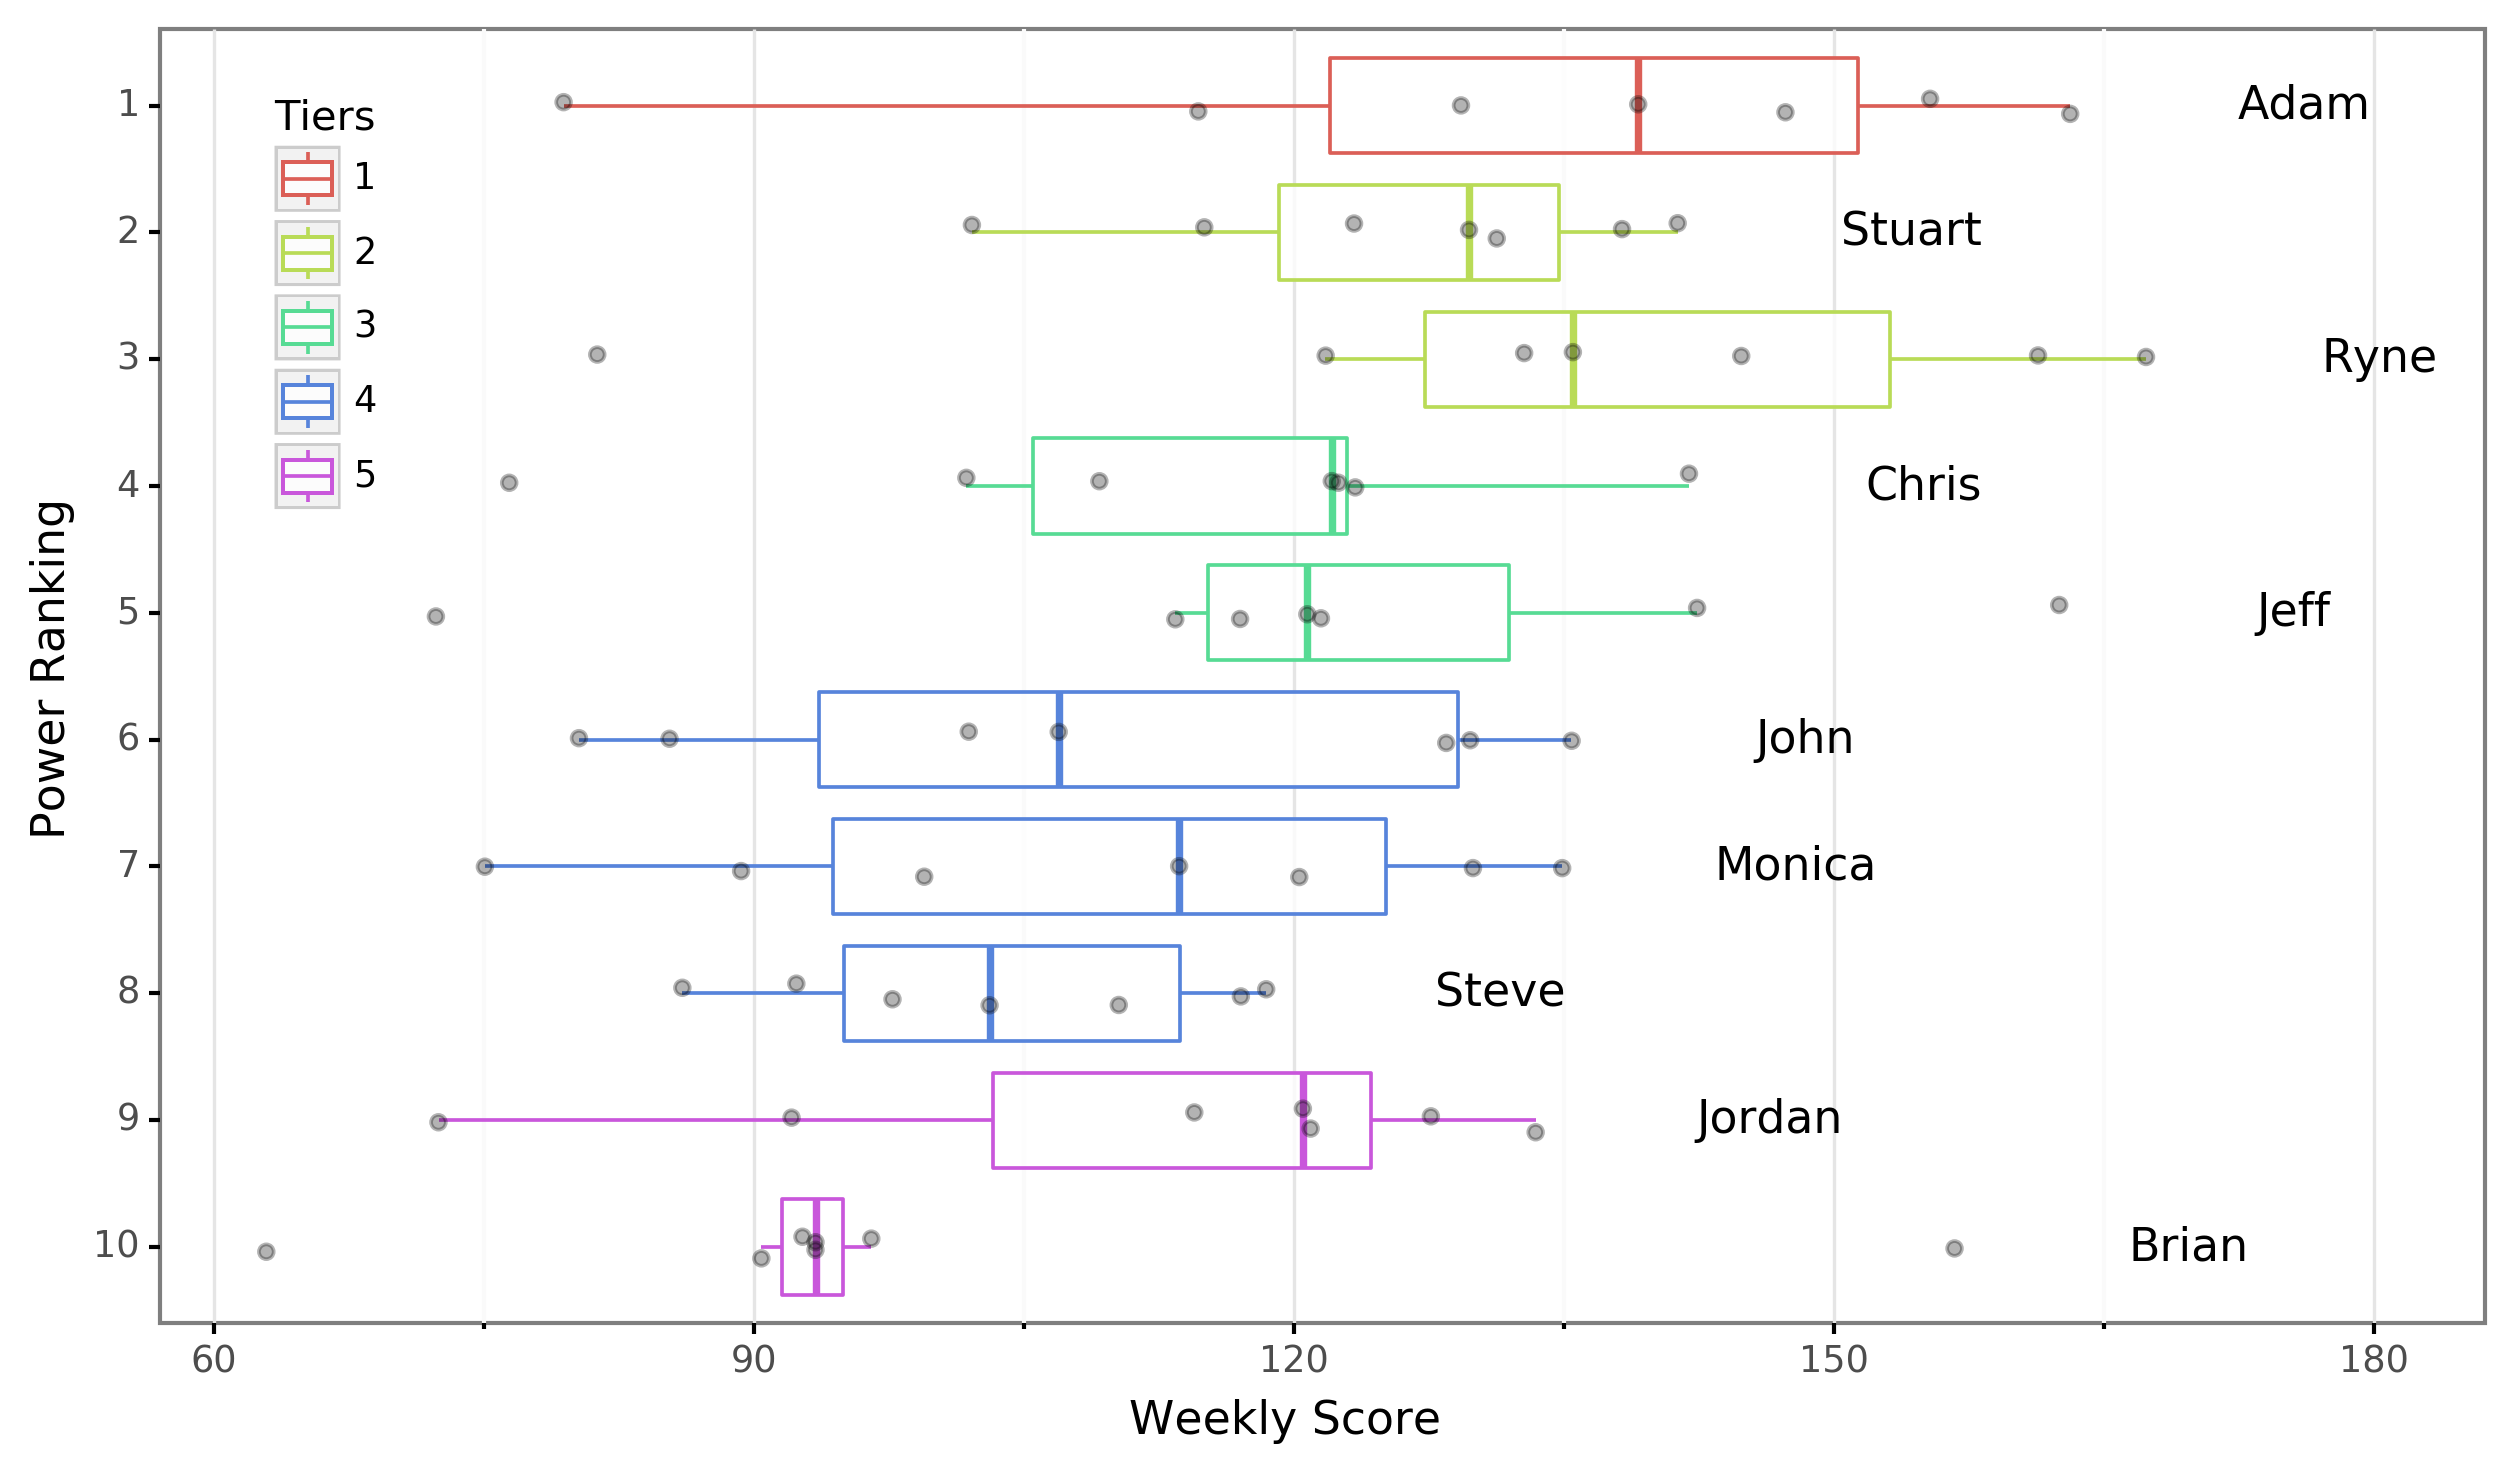 Tiers
1
2
3
4
5
Power Ranking
1
2
3
4
5
6
7
8
9
10
Adam
Stuart
Ryne
Chris
Jeff
John
Monica
Steve
Jordan
Brian
60 90 120 150 180
Weekly Score